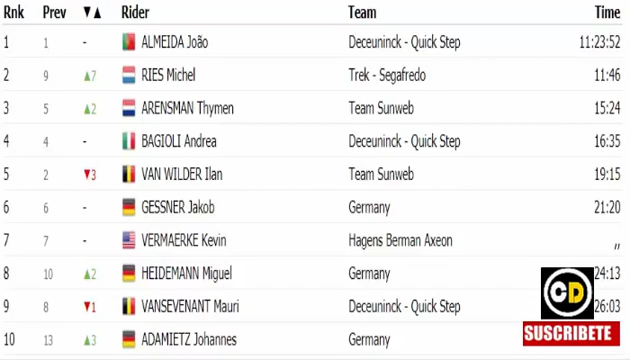 Rnk Prev ▼▲ Rider Team Time
1 1 - ALMEIDA João Deceuninck - Quick Step 11:23:52
2 9 ▲7 RIES Michel Trek - Segafredo 11:46
3 5 ▲2 ARENSMAN Thymen Team Sunweb 15:24
4 4 - BAGIOLI Andrea Deceuninck - Quick Step 16:35
5 2 ▼3 VAN WILDER Ilan Team Sunweb 19:15
6 6 - GESSNER Jakob Germany 21:20
7 7 - VERMAERKE Kevin Hagens Berman Axeon ,,
8 10 ▲2 HEIDEMANN Miguel Germany 24:13
9 8 ▼1 VANSEVENANT Mauri Deceuninck - Quick Step 26:03
10 13 ▲3 ADAMIETZ Johannes Germany
CD
SUSCRIBETE